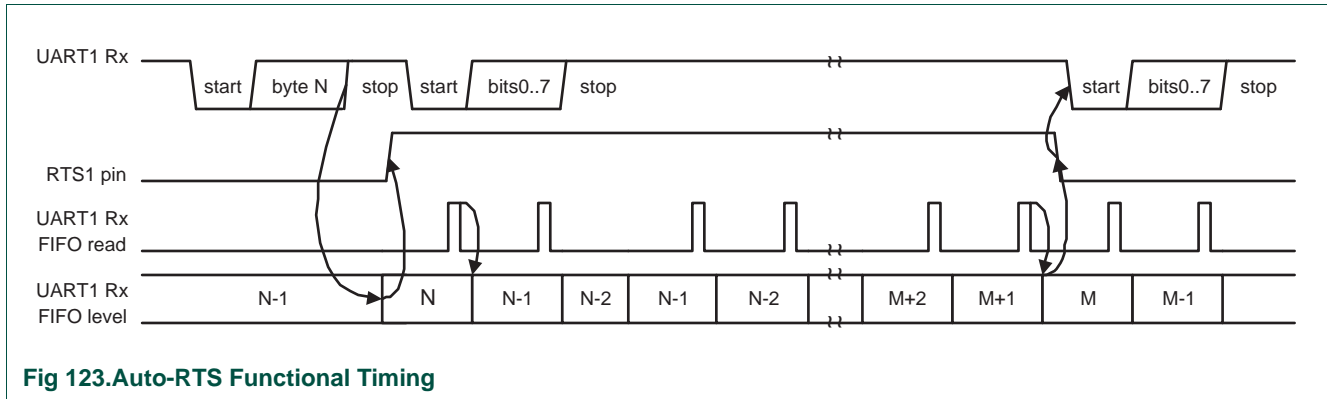 UART1 Rx
start byte N stop start bits0..7 stop start bits0..7 stop
RTS1 pin
UART1 Rx
FIFO read
UART1 Rx
FIFO level
N-1 N N-1 N-2 N-1 N-2 M+2 M+1 M M-1
Fig 123.Auto-RTS Functional Timing